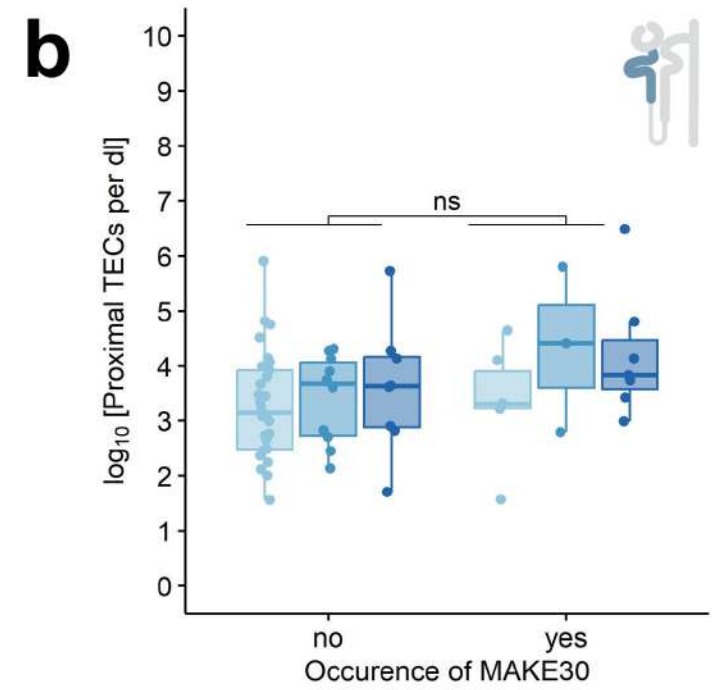 b
log₁₀ [Proximal TECs per dl]
10
9
8
7
6
5
4
3
2
1
0
ns
no yes
Occurence of MAKE30